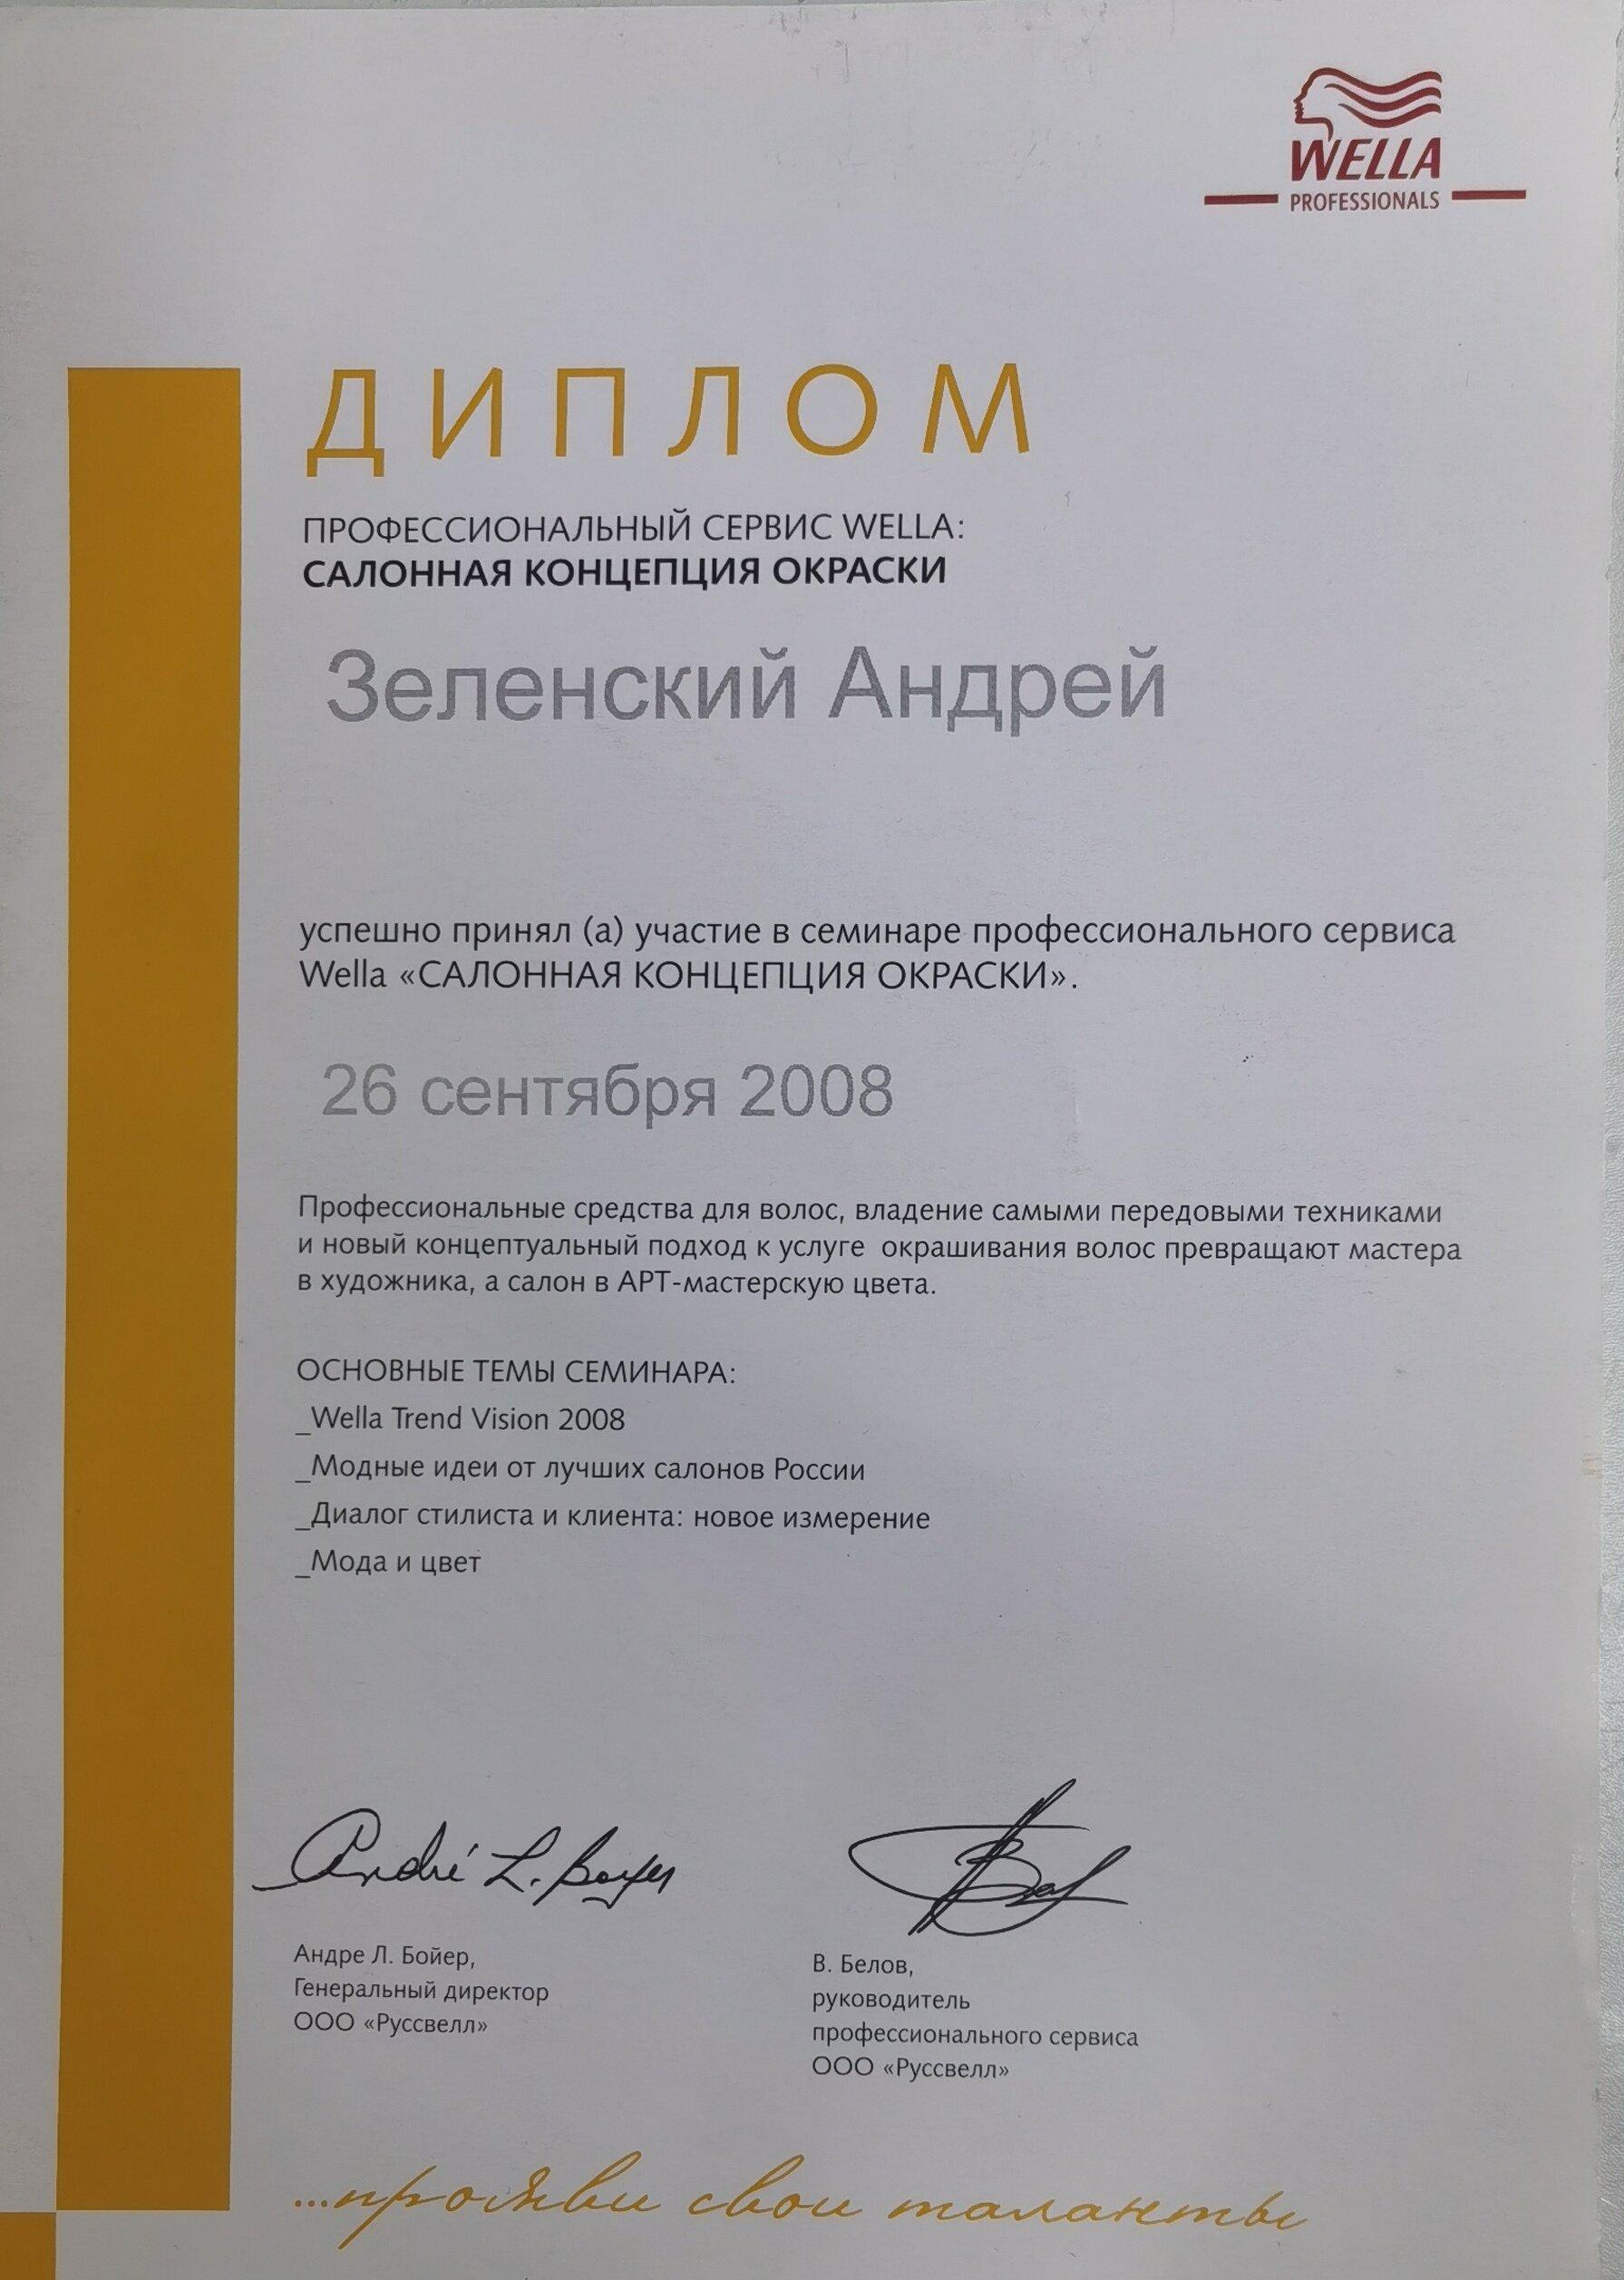 WELLA
PROFESSIONALS
ДИПЛОМ
ПРОФЕССИОНАЛЬНЫЙ СЕРВИС WELLA:
САЛОННАЯ КОНЦЕПЦИЯ ОКРАСКИ
Зеленский Андрей
успешно принял (а) участие в семинаре профессионального сервиса
Wella «САЛОННАЯ КОНЦЕПЦИЯ ОКРАСКИ».
26 сентября 2008
Профессиональные средства для волос, владение самыми передовыми техниками
и новый концептуальный подход к услуге окрашивания волос превращают мастера
в художника, а салон в АРТ-мастерскую цвета.
ОСНОВНЫЕ ТЕМЫ СЕМИНАРА:
_Wella Trend Vision 2008
_Модные идеи от лучших салонов России
_Диалог стилиста и клиента: новое измерение
_Мода и цвет
André L. Boyer
Андре Л. Бойер,
Генеральный директор
ООО «Руссвелл»
В. Белов,
руководитель
профессионального сервиса
ООО «Руссвелл»
...прояви свои таланты